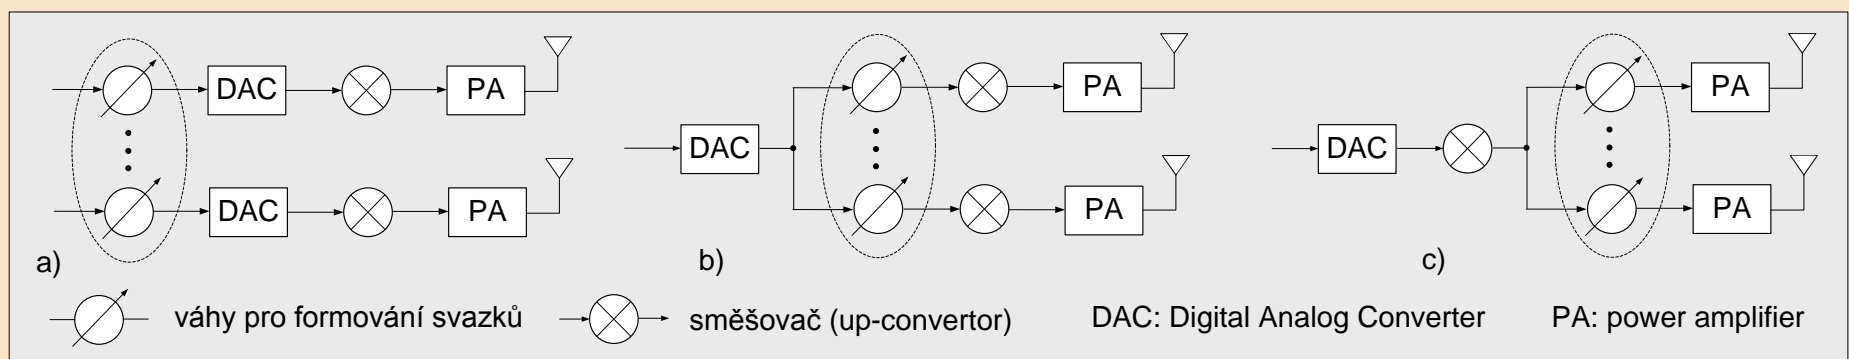 DAC PA
DAC PA
a)
DAC
PA
PA
b)
DAC
PA
PA
c)
váhy pro formování svazků
směšovač (up-convertor)
DAC: Digital Analog Converter
PA: power amplifier